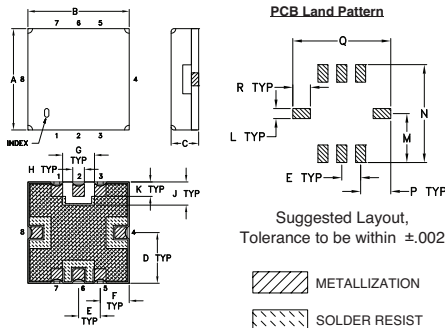 PCB Land Pattern
B
7 6 5
A
8
4
INDEX
1 2 3
C
Q
R TYP
L TYP
N
M
E TYP
P TYP
G
TYP
H TYP
1 2 3
K TYP
J TYP
8
4
D TYP
7 6 5
E
TYP
F TYP
Suggested Layout,
Tolerance to be within ±.002
METALLIZATION
SOLDER RESIST